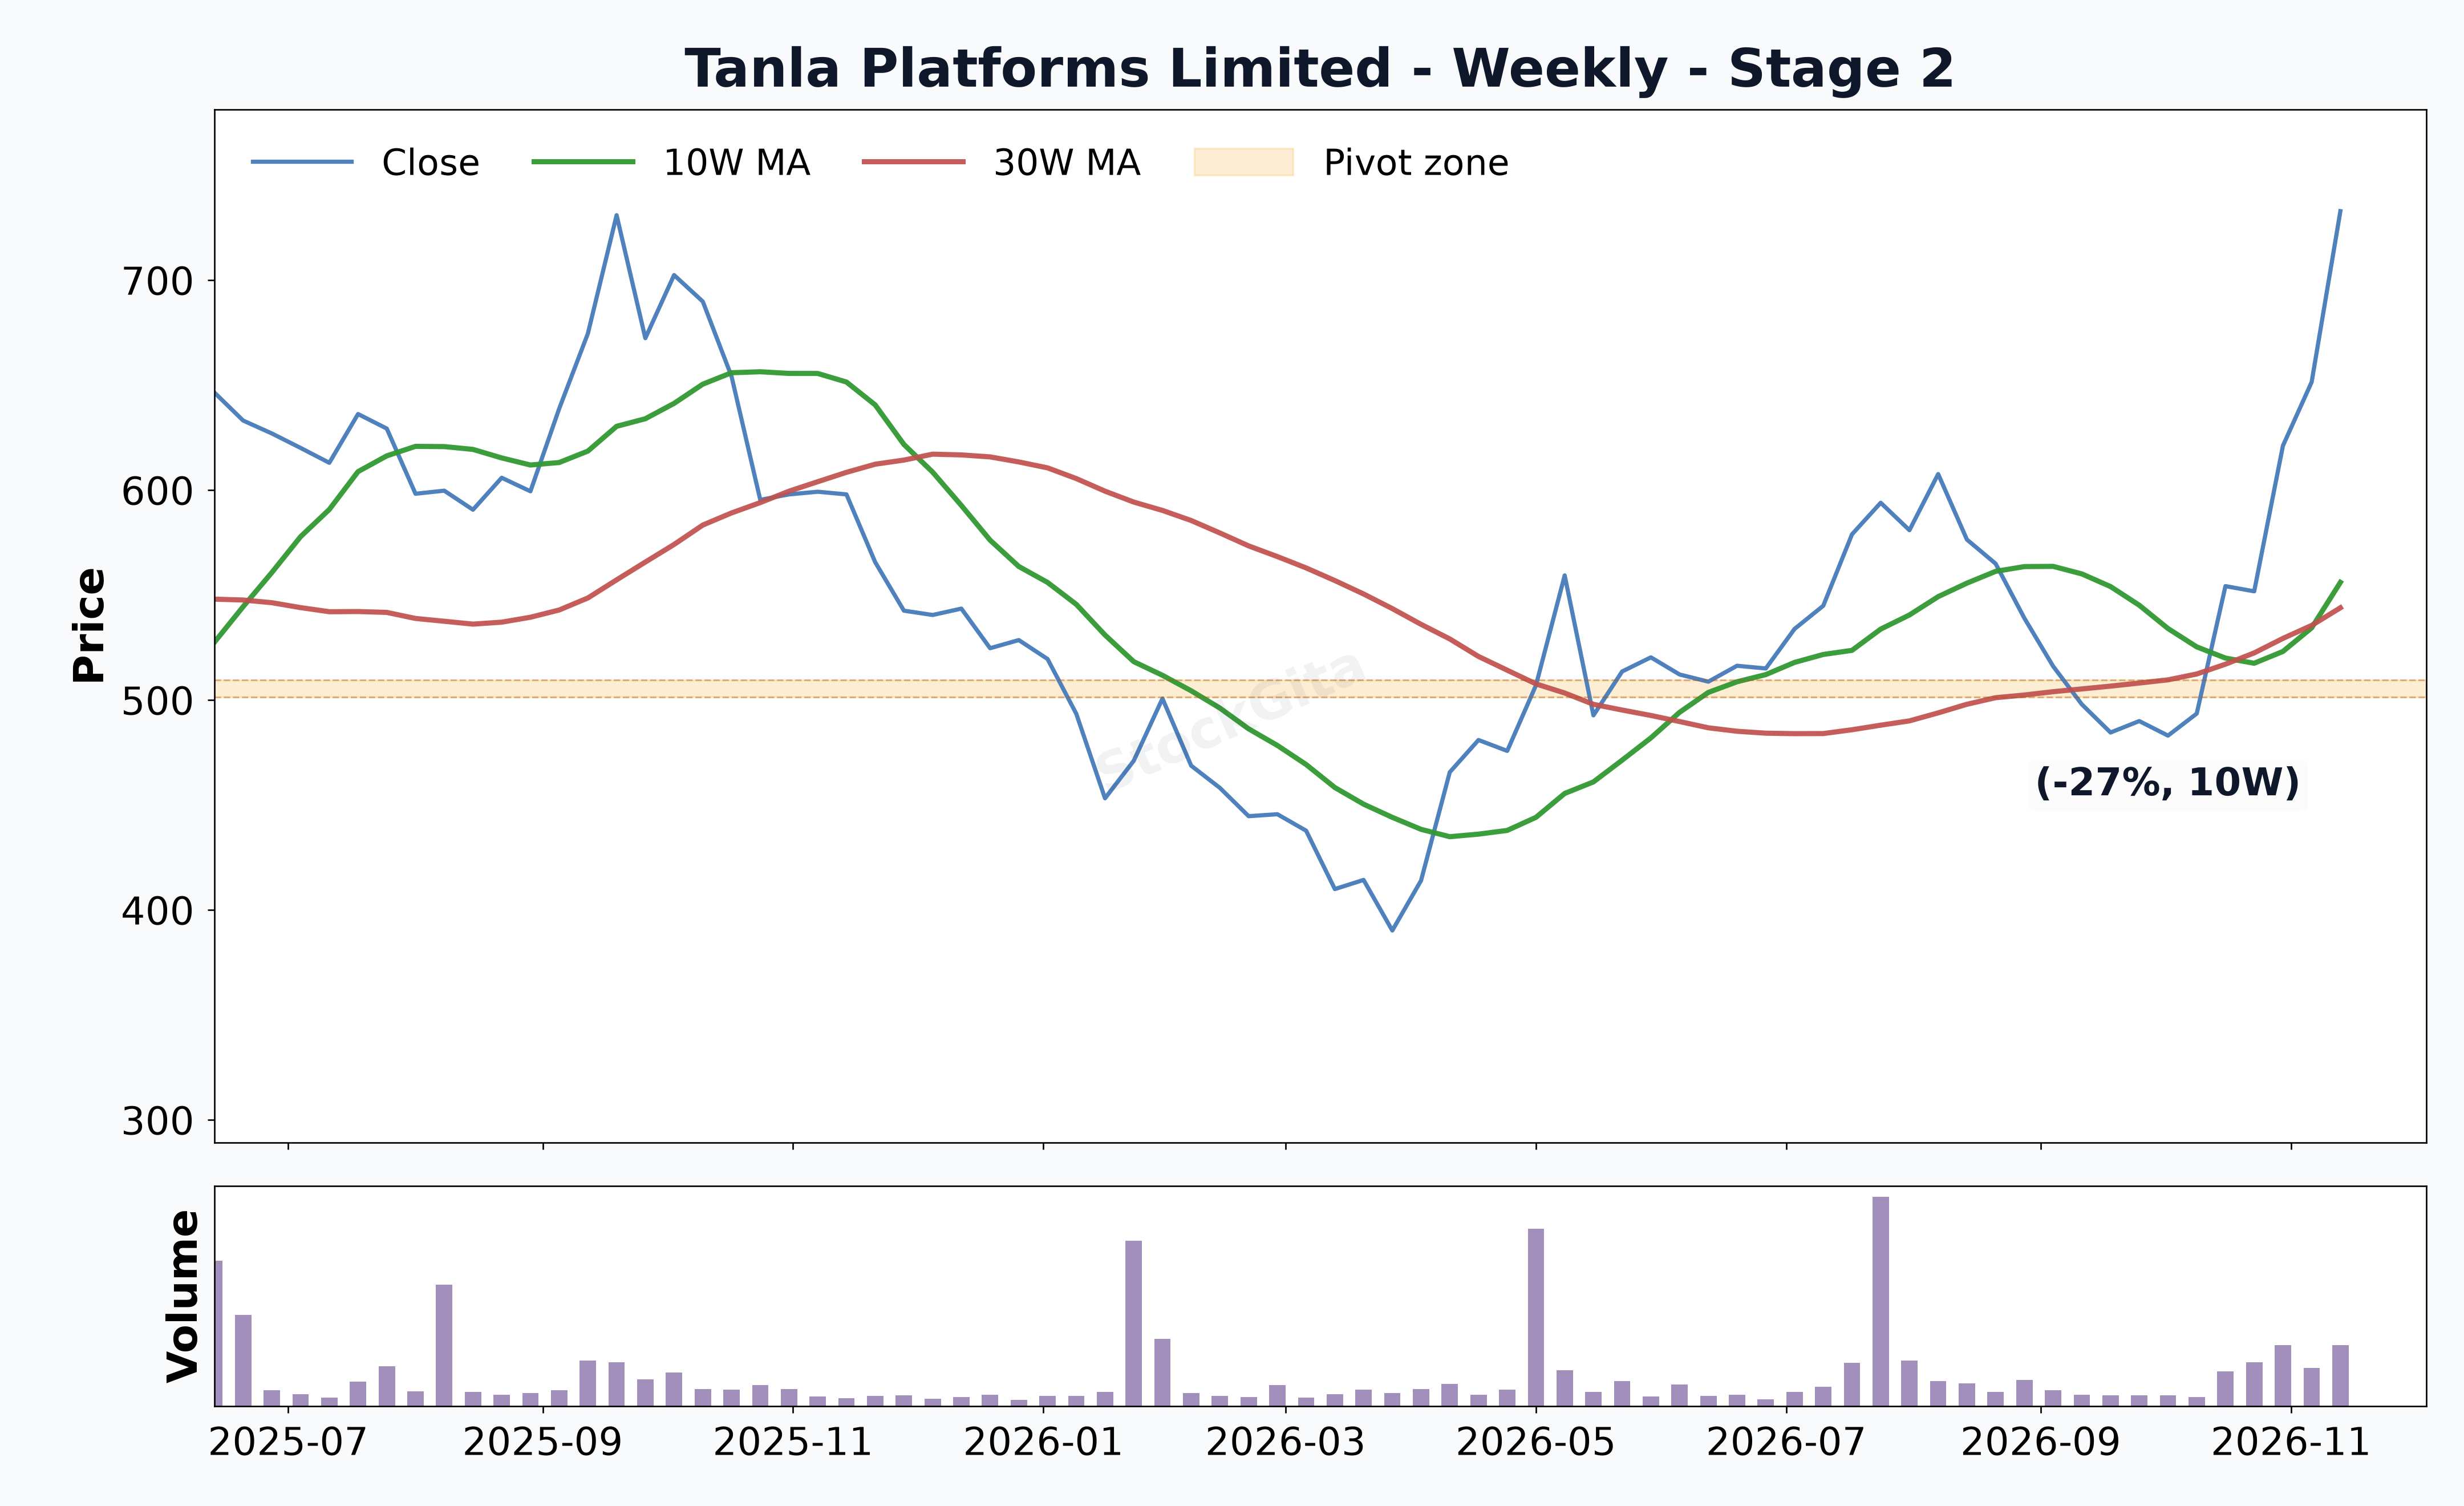 Tanla Platforms Limited - Weekly - Stage 2
Close 10W MA 30W MA Pivot zone
Price
700
600
500
400
300
StockGita
(-27%, 10W)
Volume
2025-07 2025-09 2025-11 2026-01 2026-03 2026-05 2026-07 2026-09 2026-11